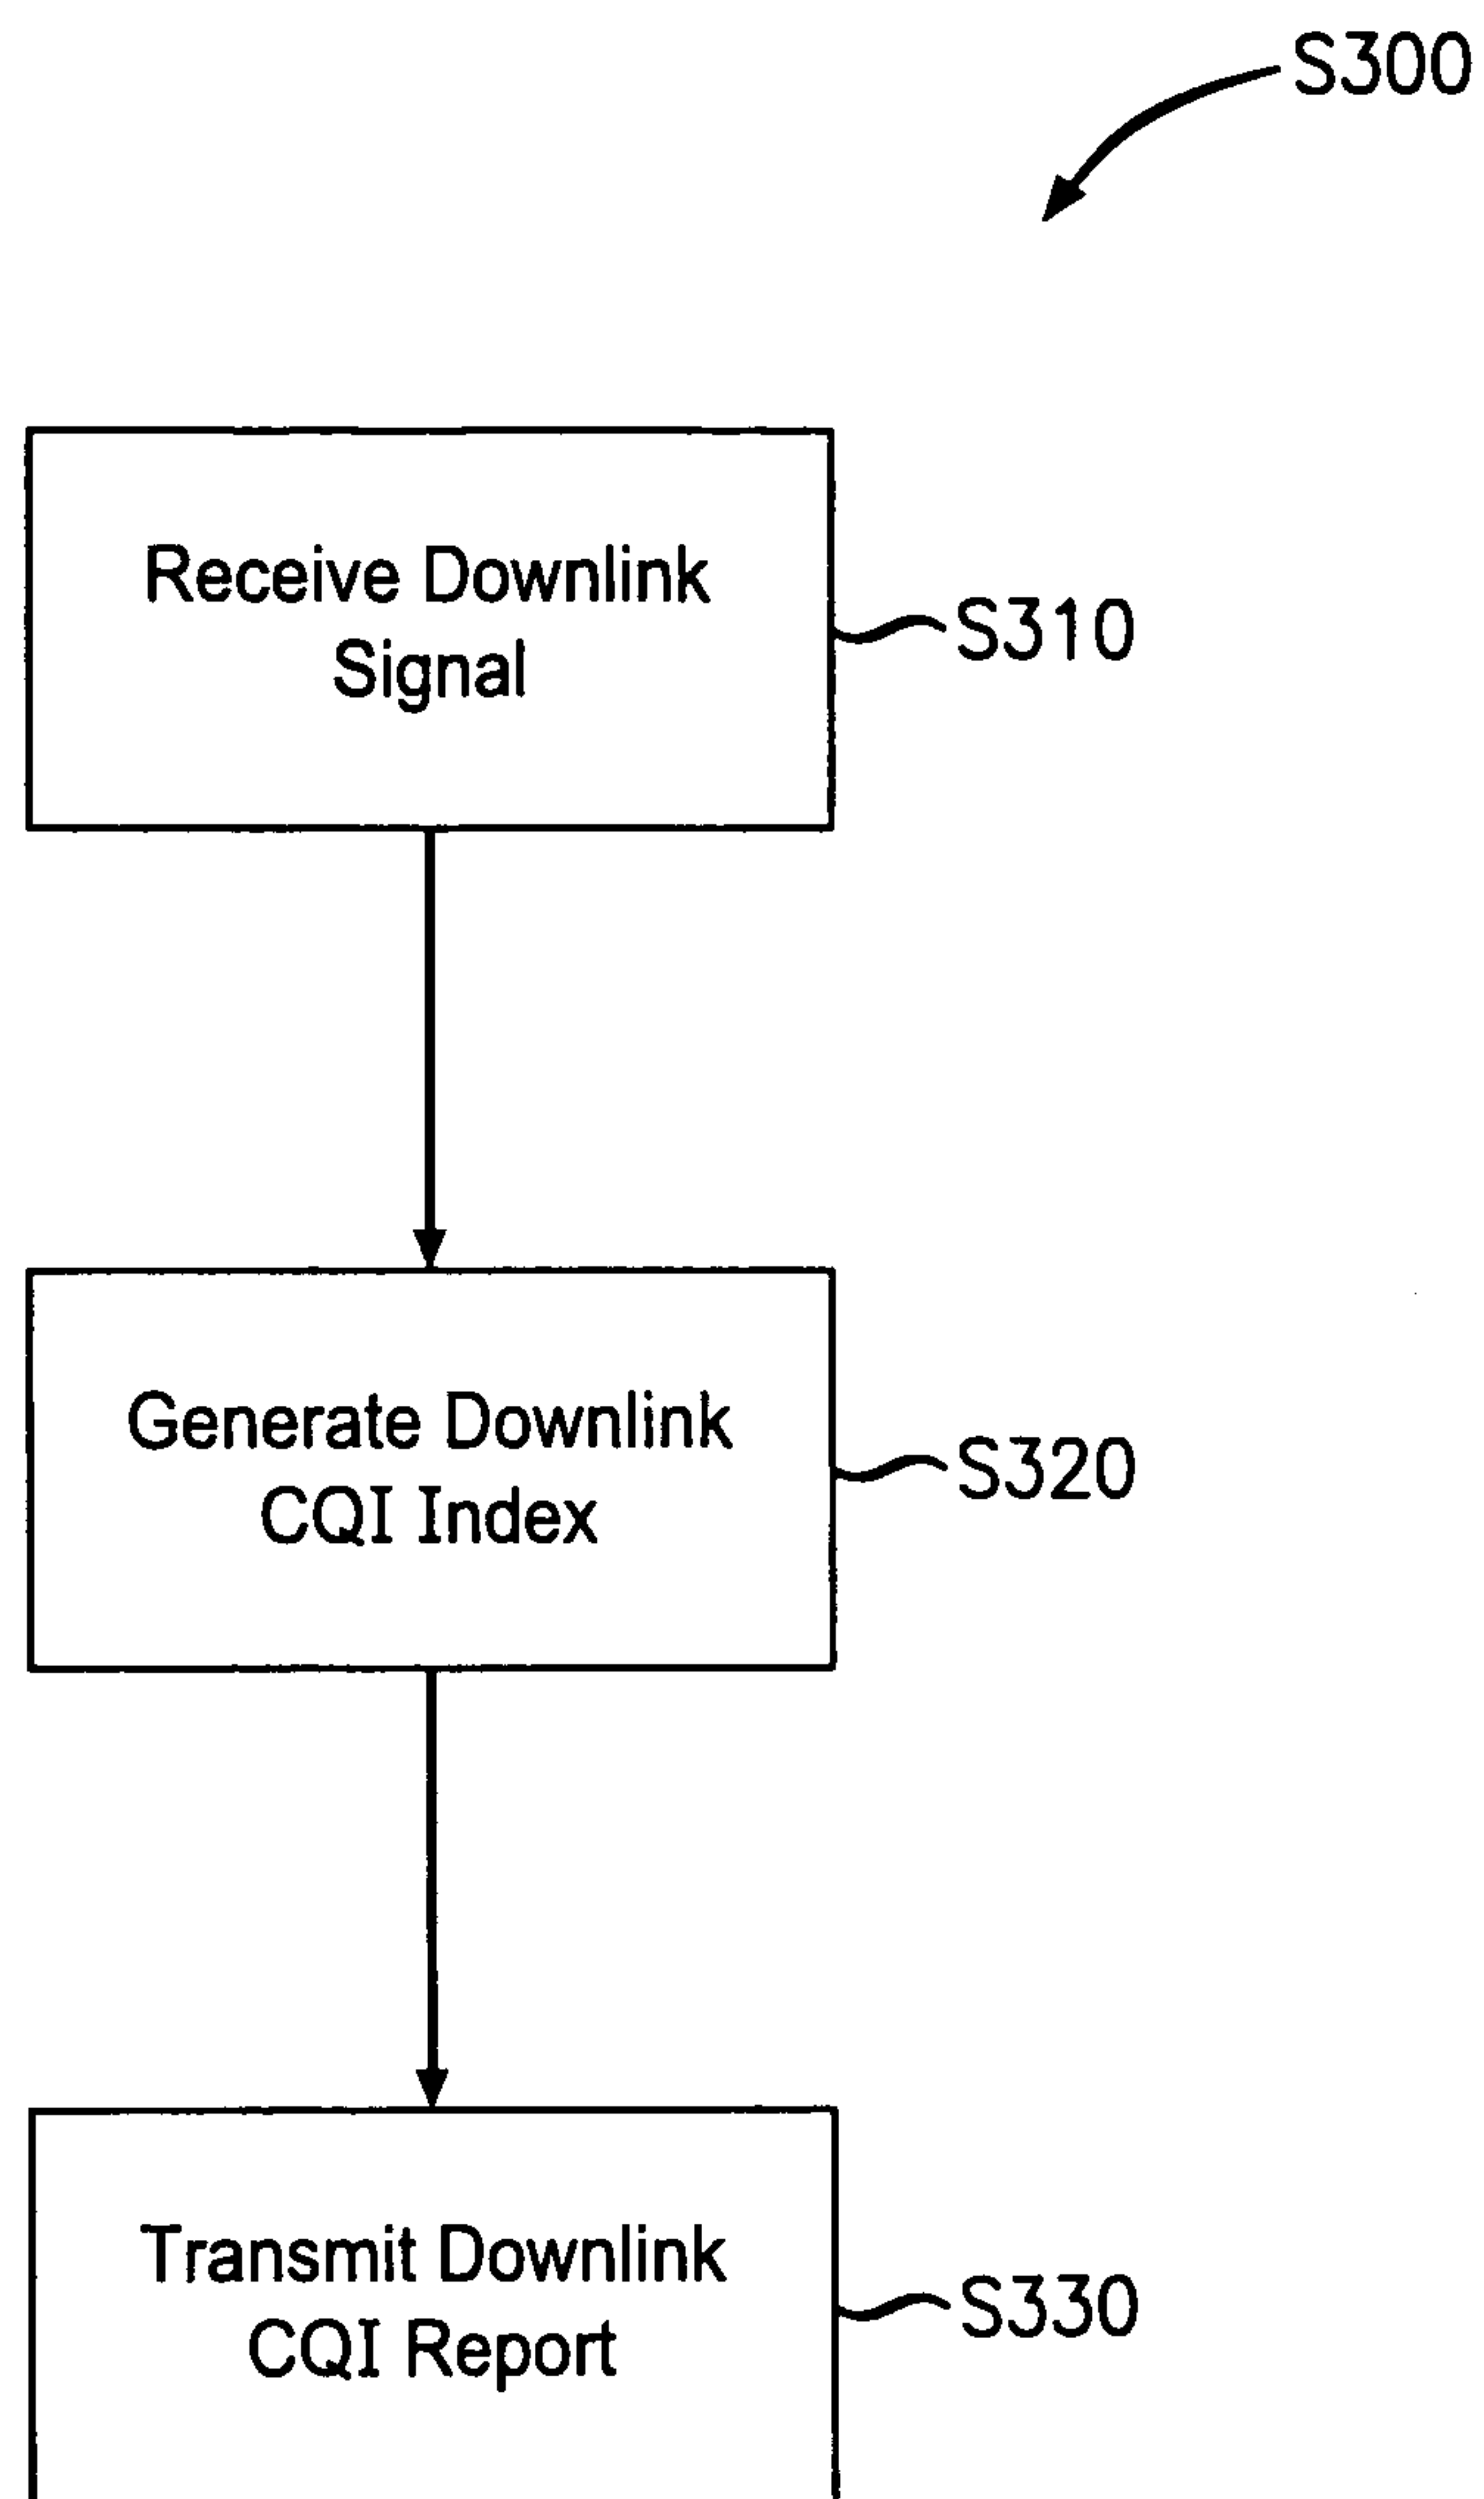 S300
Receive Downlink
Signal
S310
Generate Downlink
CQI Index
S320
Transmit Downlink
CQI Report
S330